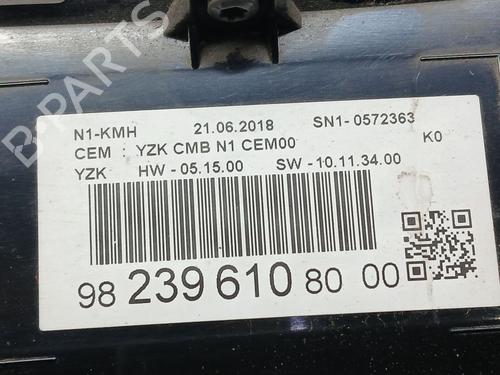 B-PARTS
N1-KMH 21.06.2018 SN1- 0572363
CEM : YZK CMB N1 CEM00 K0
YZK HW - 05.15.00 SW - 10.11.34.00
98 239 610 80 00